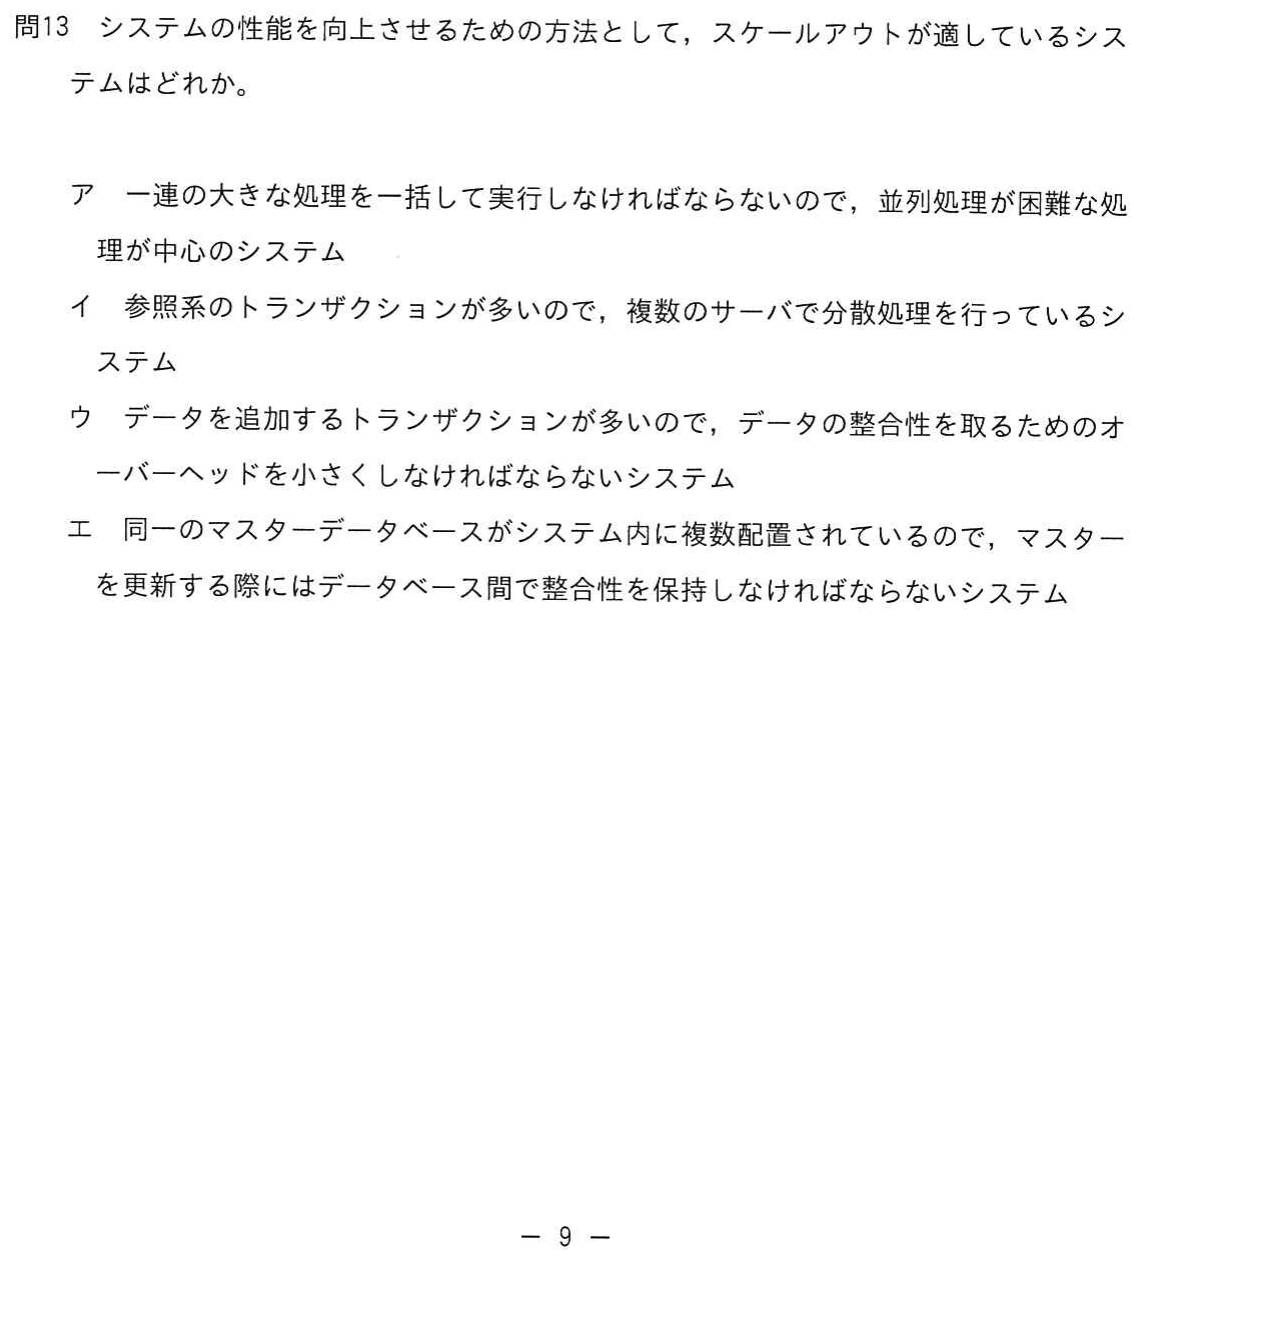 問13　システムの性能を向上させるための方法として，スケールアウトが適しているシス
テムはどれか。
ア　一連の大きな処理を一括して実行しなければならないので，並列処理が困難な処
理が中心のシステム
イ　参照系のトランザクションが多いので，複数のサーバで分散処理を行っているシ
ステム
ウ　データを追加するトランザクションが多いので，データの整合性を取るためのオ
ーバーヘッドを小さくしなければならないシステム
エ　同一のマスターデータベースがシステム内に複数配置されているので，マスター
を更新する際にはデータベース間で整合性を保持しなければならないシステム
－ 9 －